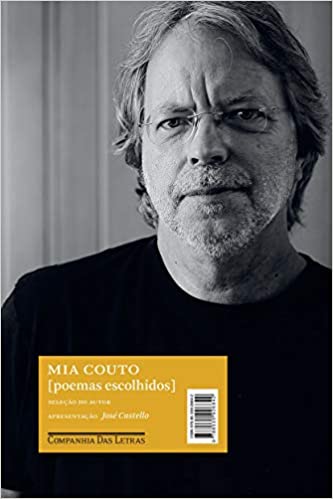 MIA COUTO
[poemas escolhidos]
SELEÇÃO DO AUTOR
APRESENTAÇÃO José Castello
COMPANHIA DAS LETRAS